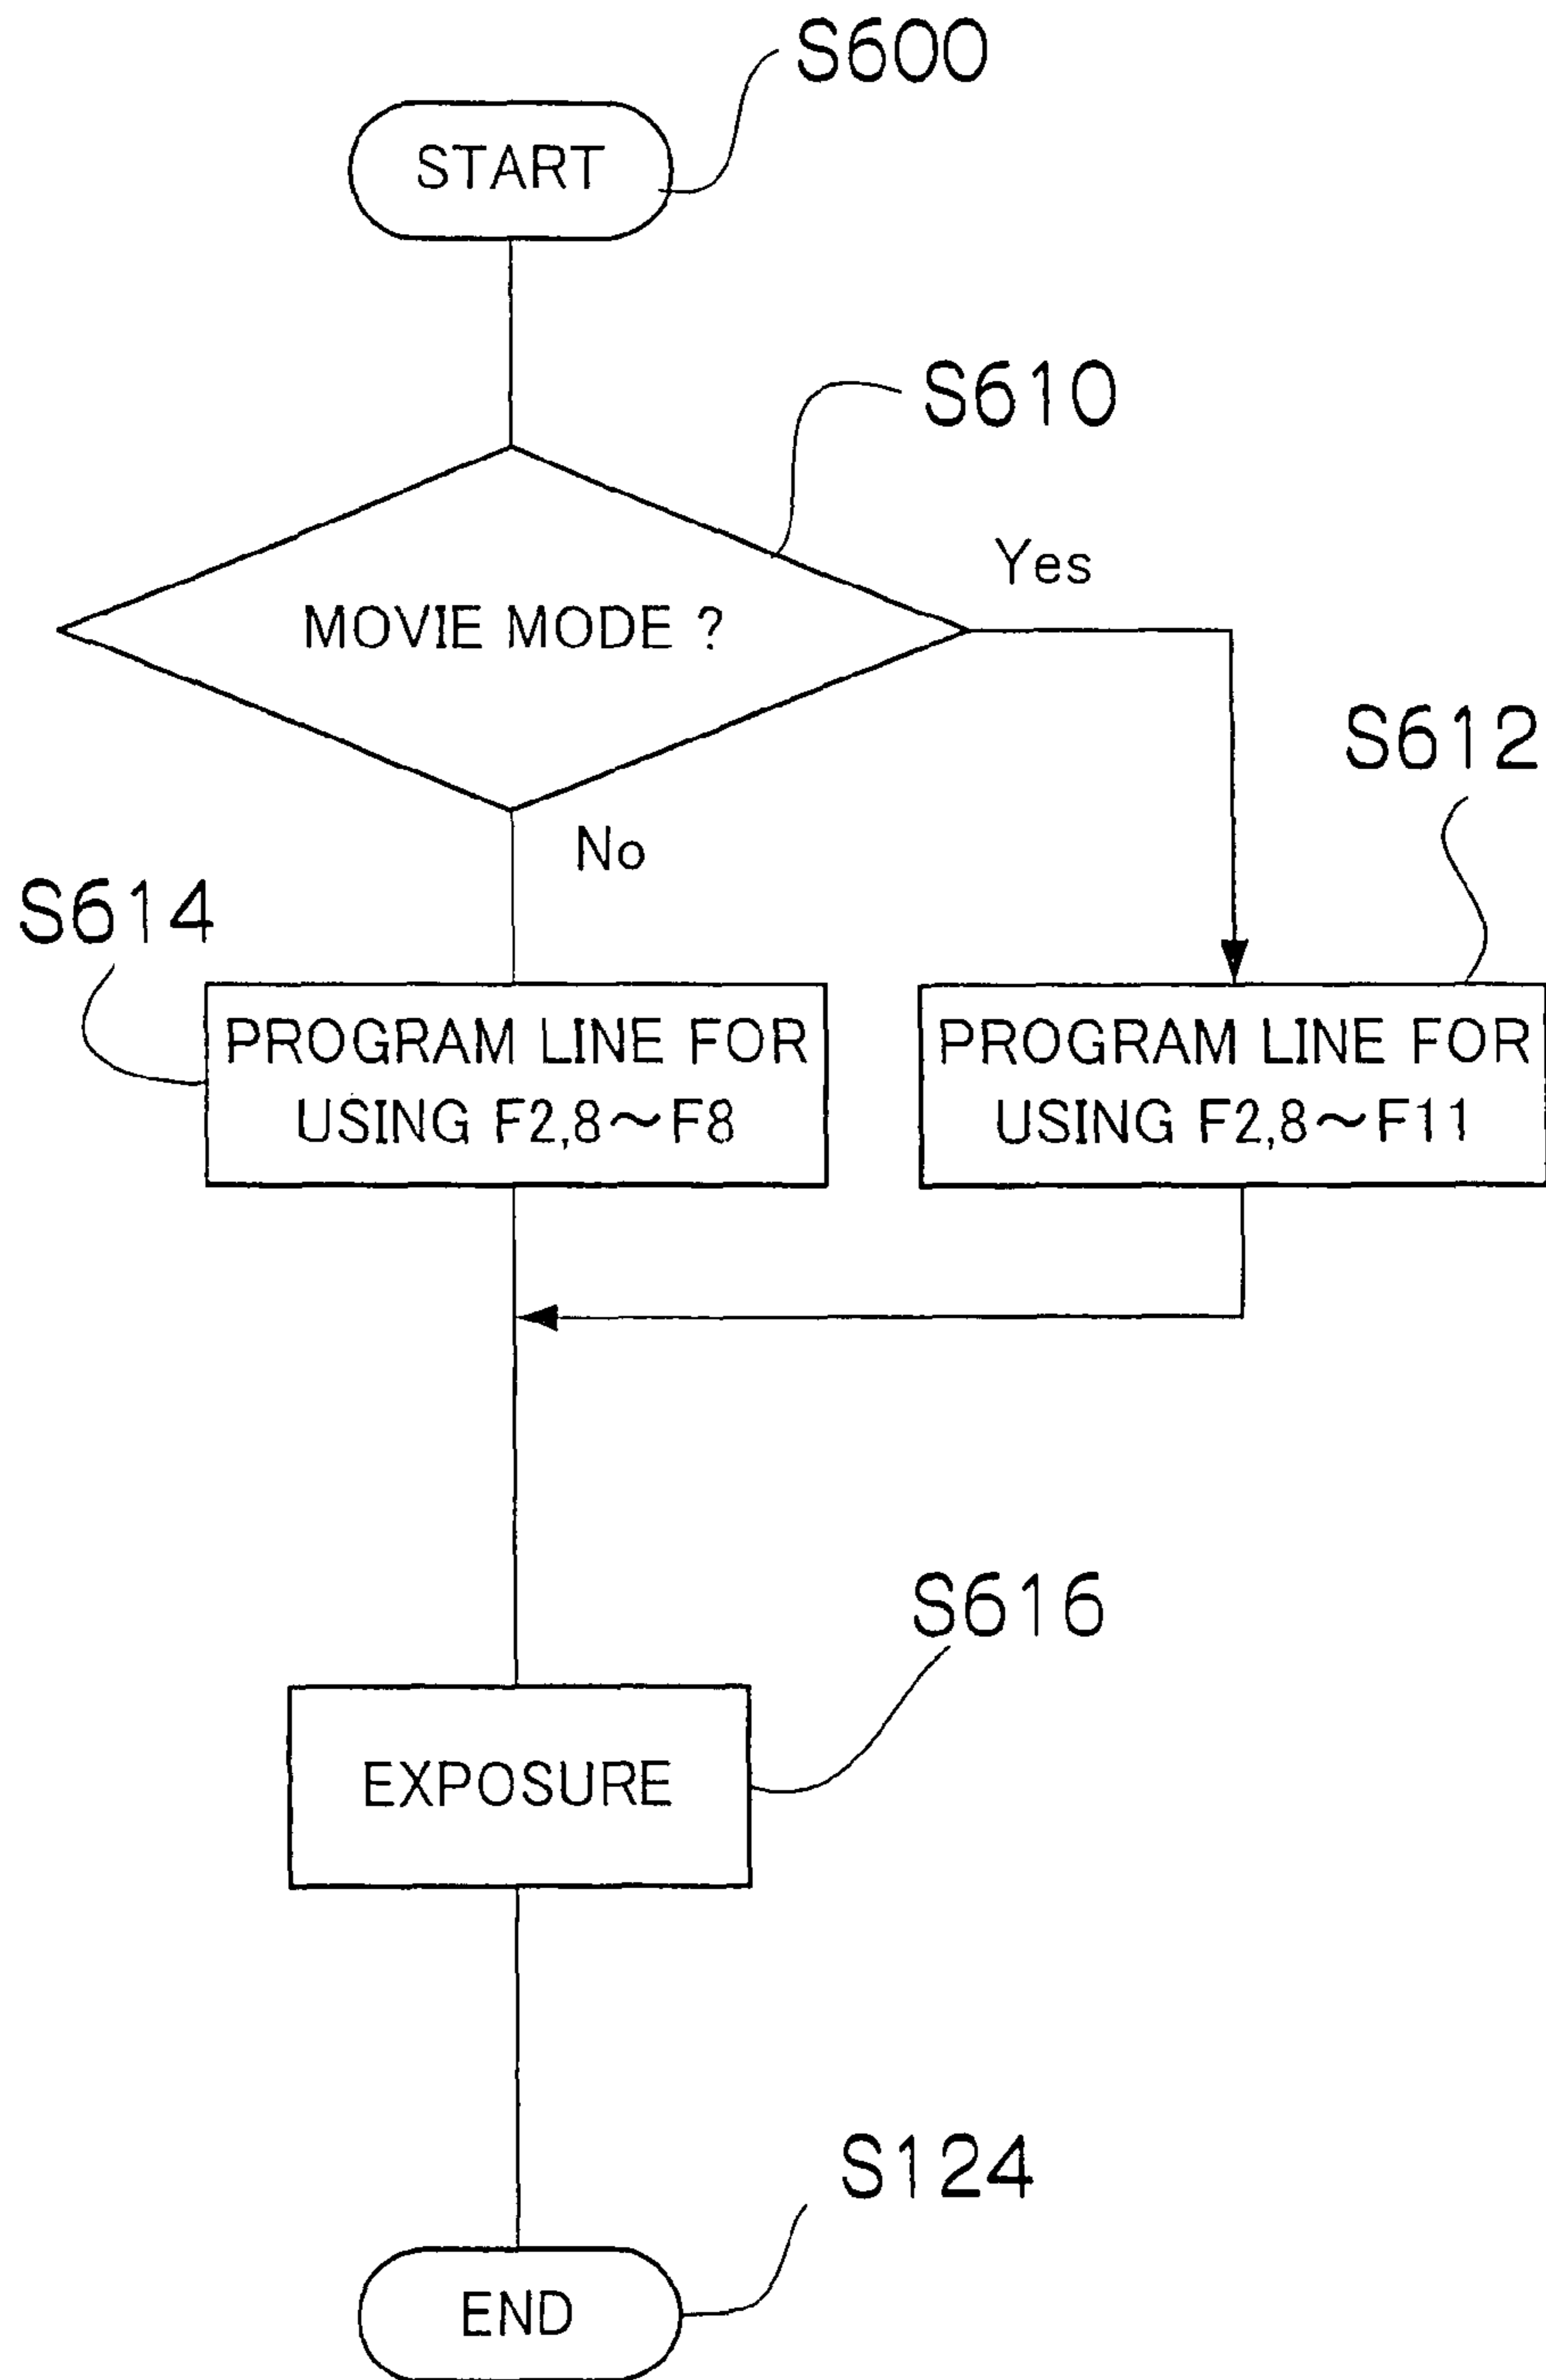 S600
START
S610
Yes
MOVIE MODE ?
S612
No
S614
PROGRAM LINE FOR
USING F2,8～F8
PROGRAM LINE FOR
USING F2,8～F11
S616
EXPOSURE
S124
END